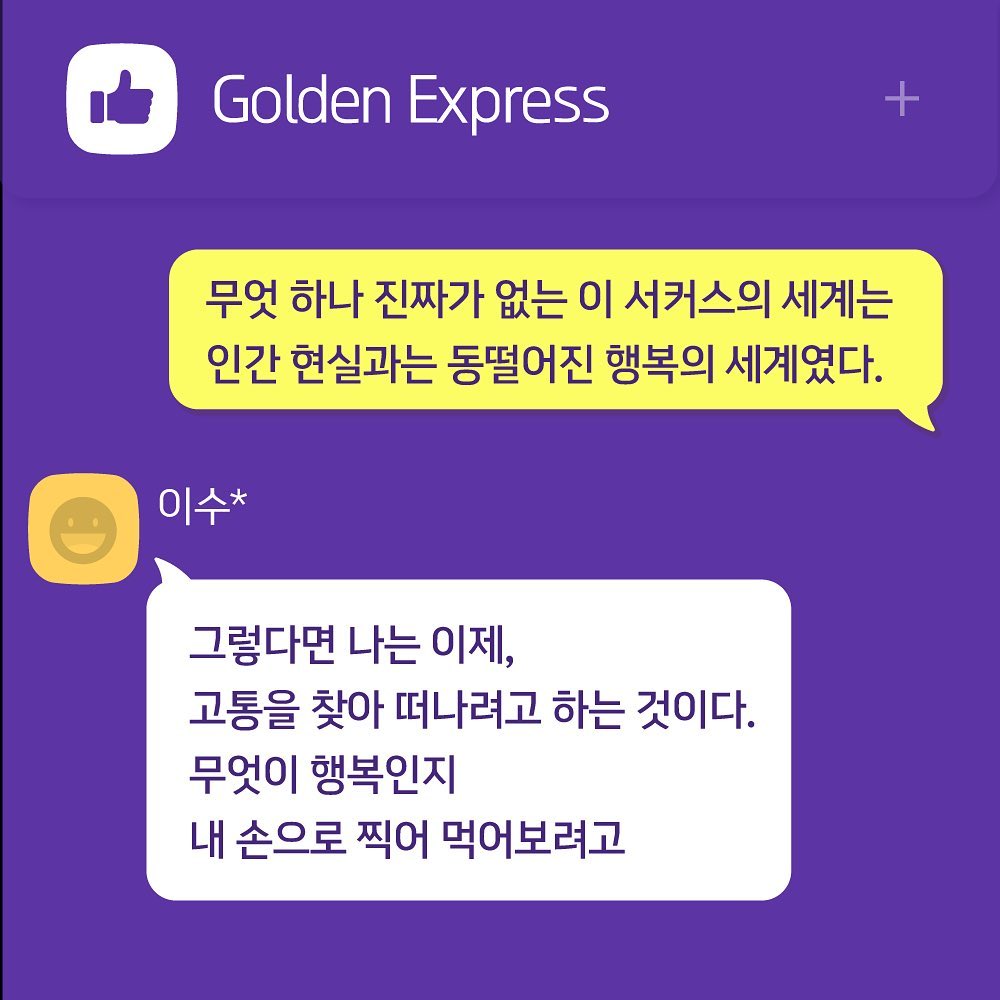 Golden Express
무엇 하나 진짜가 없는 이 서커스의 세계는
인간 현실과는 동떨어진 행복의 세계였다.
이수*
그렇다면 나는 이제,
고통을 찾아 떠나려고 하는 것이다.
무엇이 행복인지
내 손으로 찍어 먹어보려고